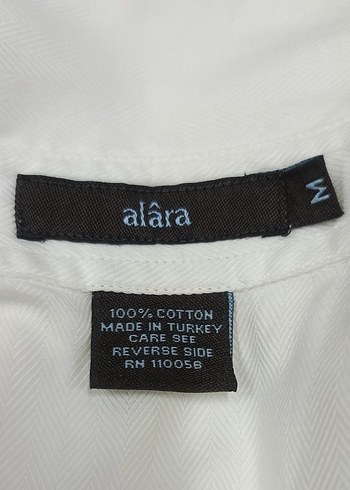 alâra
M
100% COTTON
MADE IN TURKEY
CARE SEE
REVERSE SIDE
RN 110058